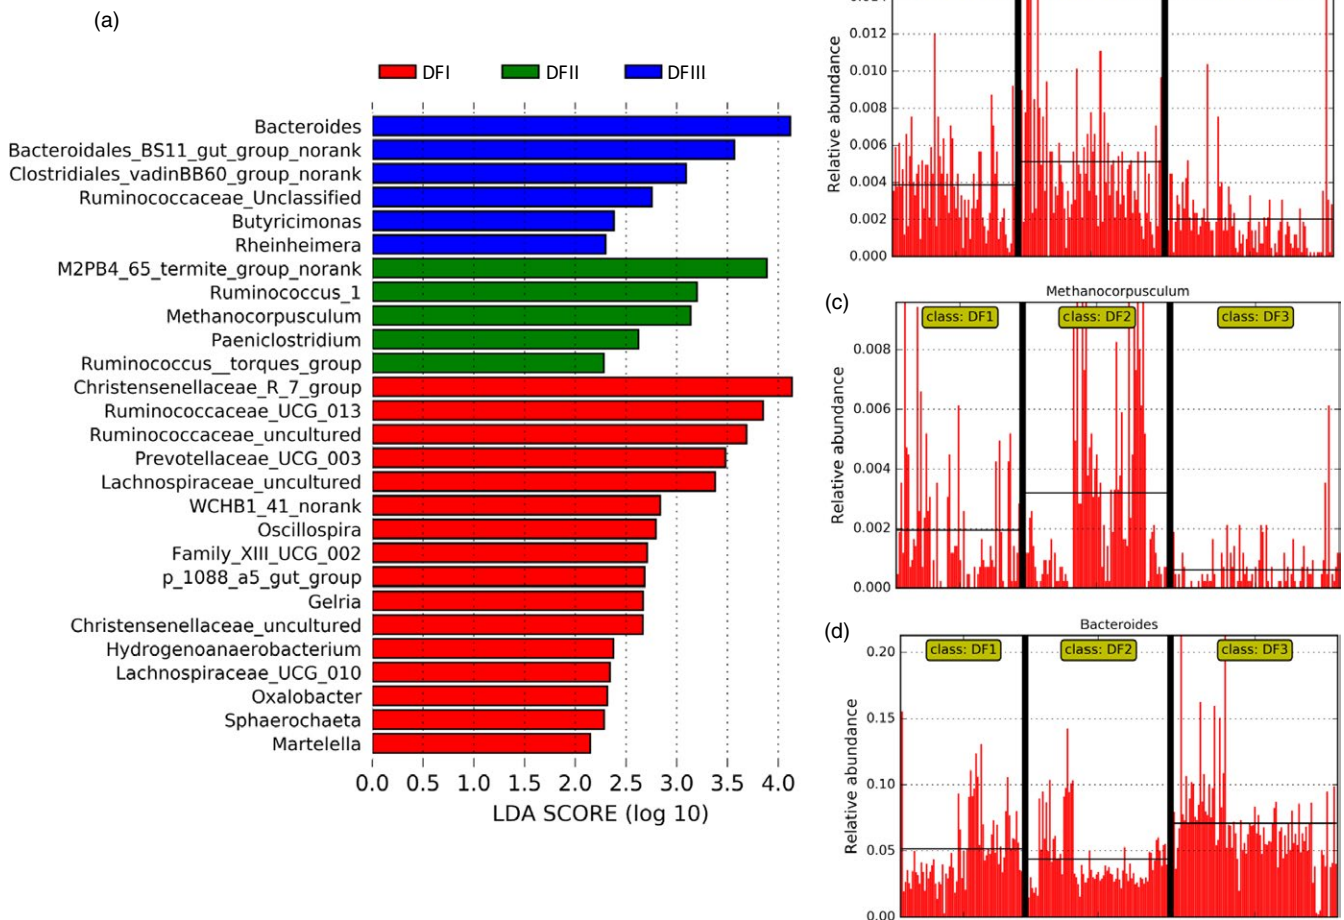 (a)
DFI DFII DFIII
Bacteroides
Bacteroidales_BS11_gut_group_norank
Clostridiales_vadinBB60_group_norank
Ruminococcaceae_Unclassified
Butyricimonas
Rheinheimera
M2PB4_65_termite_group_norank
Ruminococcus_1
Methanocorpusculum
Paeniclostridium
Ruminococcus__torques_group
Christensenellaceae_R_7_group
Ruminococcaceae_UCG_013
Ruminococcaceae_uncultured
Prevotellaceae_UCG_003
Lachnospiraceae_uncultured
WCHB1_41_norank
Oscillospira
Family_XIII_UCG_002
p_1088_a5_gut_group
Gelria
Christensenellaceae_uncultured
Hydrogenoanaerobacterium
Lachnospiraceae_UCG_010
Oxalobacter
Sphaerochaeta
Martelella
0.0 0.5 1.0 1.5 2.0 2.5 3.0 3.5 4.0
LDA SCORE (log 10)
0.012
0.010
0.008
0.006
0.004
0.002
0.000
Relative abundance
(c)
Methanocorpusculum
class: DF1 class: DF2 class: DF3
0.008
0.006
0.004
0.002
0.000
Relative abundance
(d)
Bacteroides
class: DF1 class: DF2 class: DF3
0.20
0.15
0.10
0.05
0.00
Relative abundance